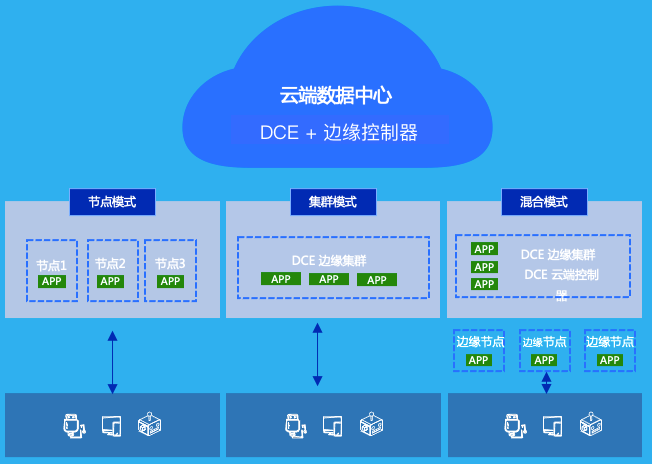 云端数据中心
DCE + 边缘控制器
节点模式
集群模式
混合模式
节点1
APP
节点2
APP
节点3
APP
DCE 边缘集群
APP
APP
APP
APP
APP
APP
DCE 边缘集群
DCE 云端控制
器
边缘节点
APP
边缘节点
APP
边缘节点
APP